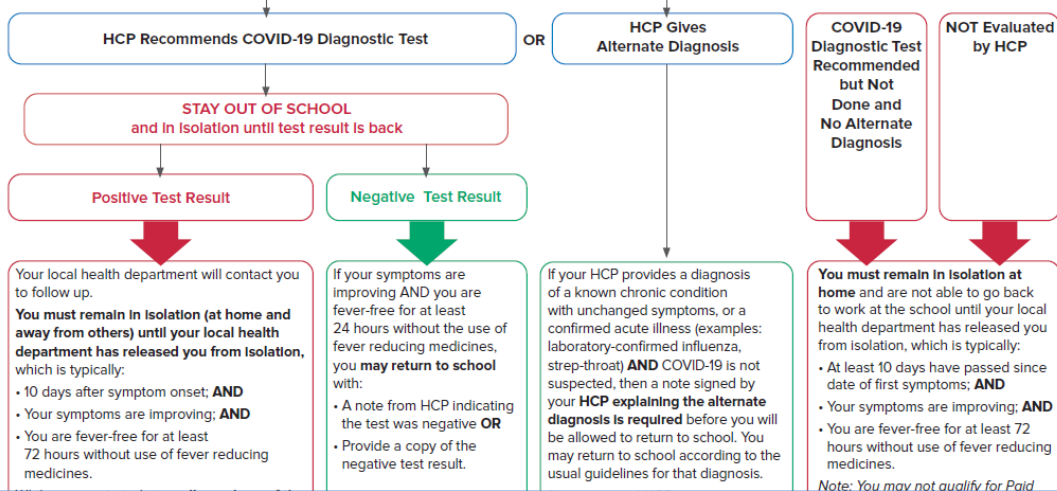 HCP Recommends COVID-19 Diagnostic Test
OR
HCP Gives
Alternate Diagnosis
COVID-19
Diagnostic Test
Recommended
but Not
Done and
No Alternate
Diagnosis
NOT Evaluated
by HCP
STAY OUT OF SCHOOL
and in isolation until test result is back
Positive Test Result
Negative Test Result
Your local health department will contact you
to follow up.
You must remain in isolation (at home and
away from others) until your local health
department has released you from isolation,
which is typically:
• 10 days after symptom onset; AND
• Your symptoms are improving; AND
• You are fever-free for at least
72 hours without use of fever reducing
medicines.
If your symptoms are
improving AND you are
fever-free for at least
24 hours without the use of
fever reducing medicines,
you may return to school
with:
• A note from HCP indicating
the test was negative OR
• Provide a copy of the
negative test result.
If your HCP provides a diagnosis
of a known chronic condition
with unchanged symptoms, or a
confirmed acute illness (examples:
laboratory-confirmed influenza,
strep-throat) AND COVID-19 is not
suspected, then a note signed by
your HCP explaining the alternate
diagnosis is required before you will
be allowed to return to school. You
may return to school according to the
usual guidelines for that diagnosis.
You must remain in isolation at
home and are not able to go back
to work at the school until your local
health department has released you
from isolation, which is typically:
• At least 10 days have passed since
date of first symptoms; AND
• Your symptoms are improving; AND
• You are fever-free for at least 72
hours without use of fever reducing
medicines.
Note: You may not qualify for Paid